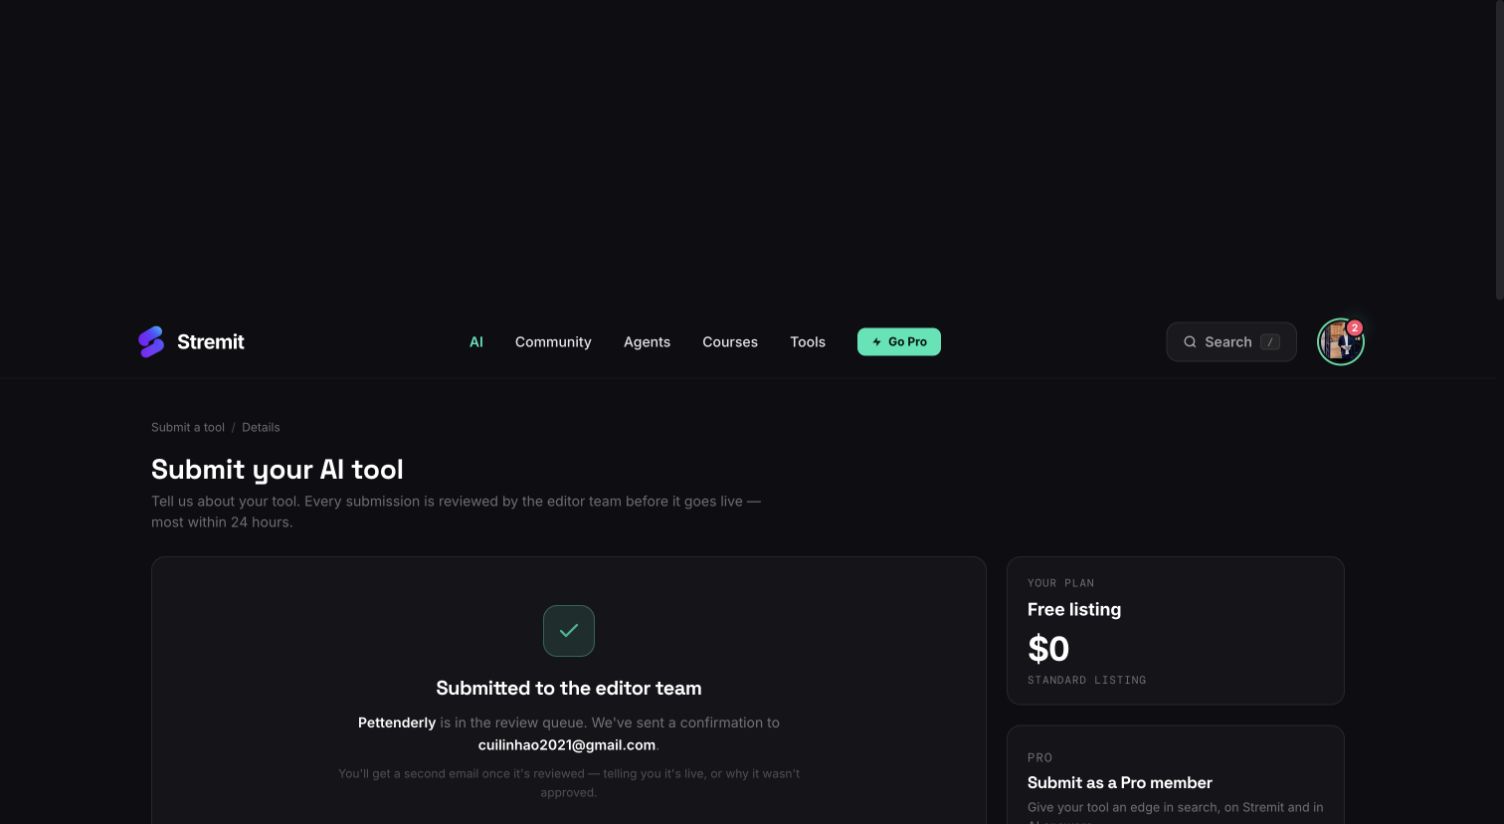 Stremit
AI
Community
Agents
Courses
Tools
Go Pro
Search /
2
Submit a tool / Details
Submit your AI tool
Tell us about your tool. Every submission is reviewed by the editor team before it goes live —
most within 24 hours.
Submitted to the editor team
Pettenderly is in the review queue. We've sent a confirmation to
cuilinhao2021@gmail.com.
You'll get a second email once it's reviewed — telling you it's live, or why it wasn't
approved.
YOUR PLAN
Free listing
$0
STANDARD LISTING
PRO
Submit as a Pro member
Give your tool an edge in search, on Stremit and in